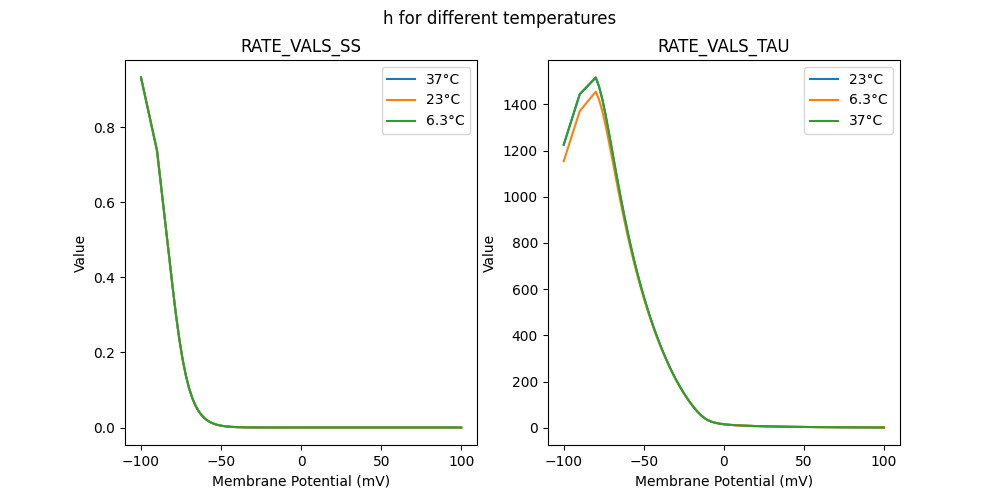 h for different temperatures
RATE_VALS_SS
37°C
23°C
6.3°C
0.8
0.6
0.4
0.2
0.0
Value
−100
−50
0
50
100
Membrane Potential (mV)
RATE_VALS_TAU
23°C
6.3°C
37°C
1400
1200
1000
800
600
400
200
0
Value
−100
−50
0
50
100
Membrane Potential (mV)